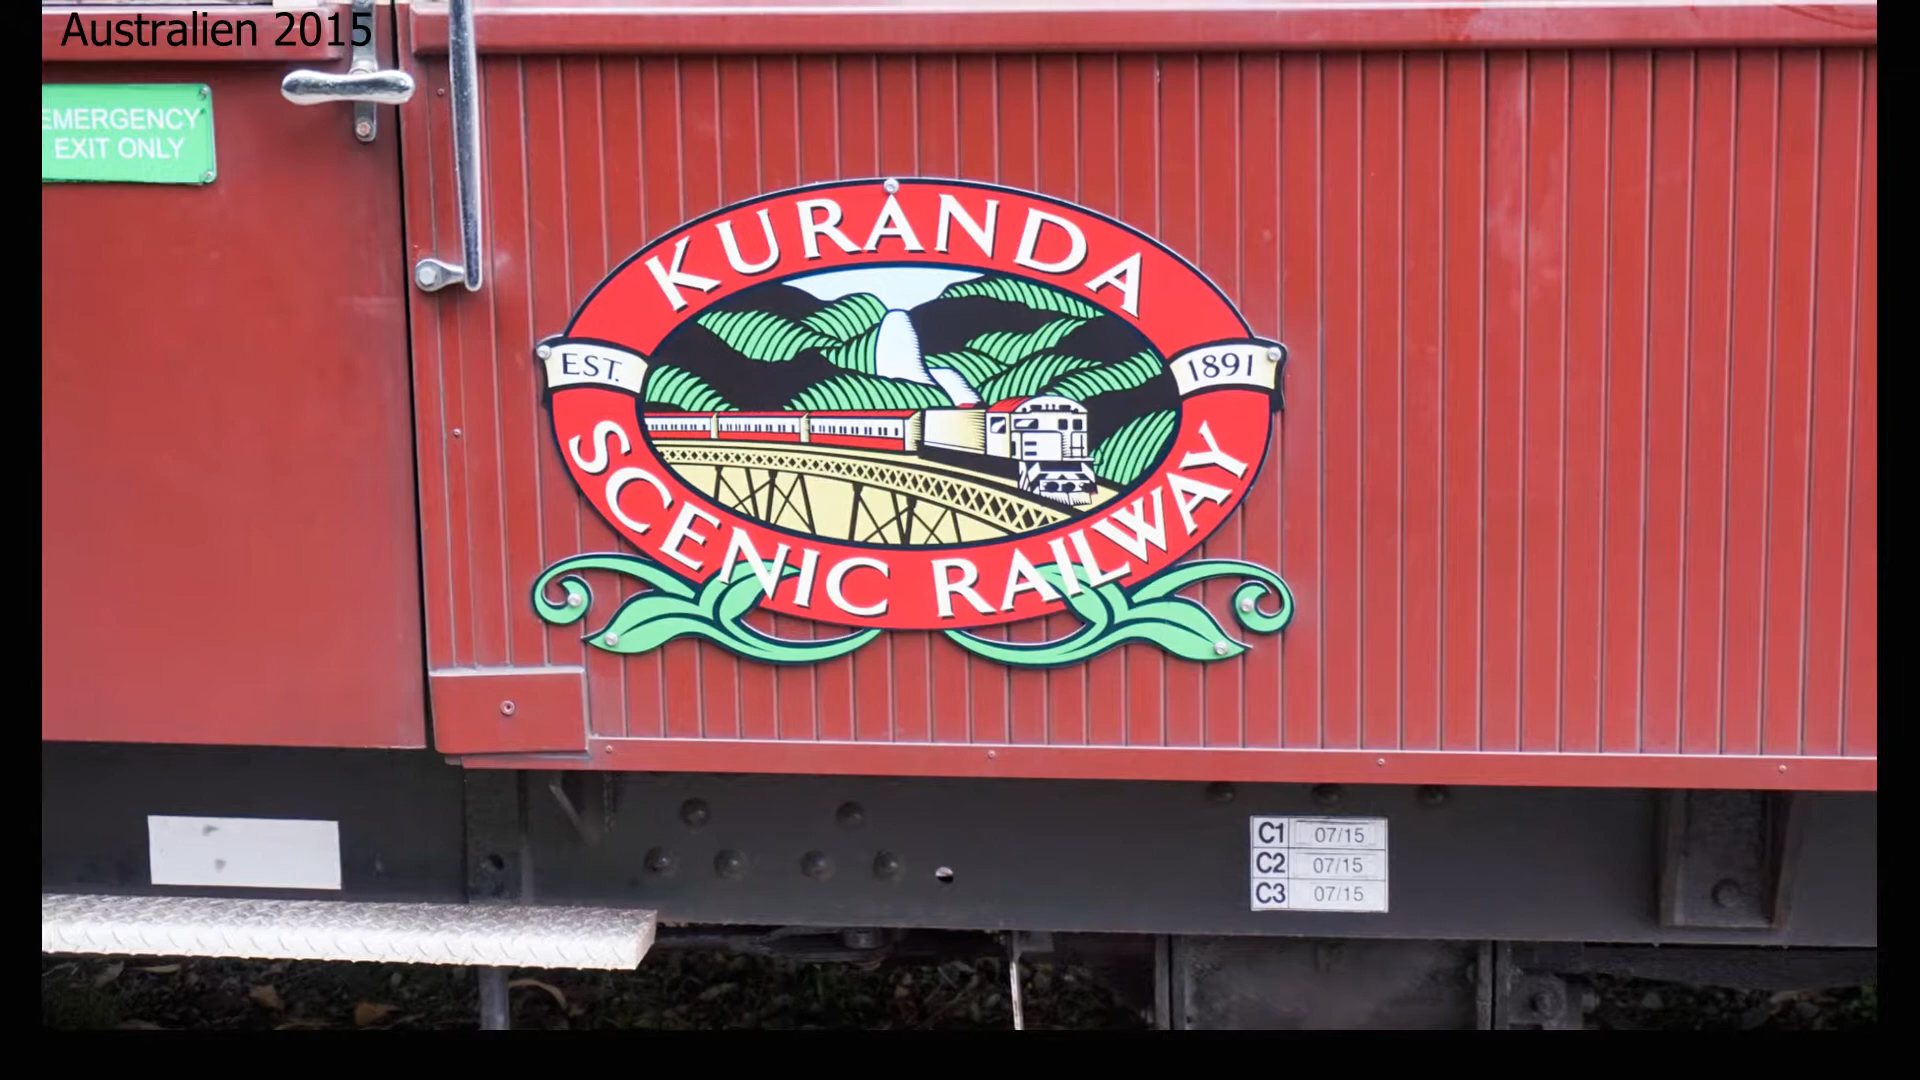 Australien 2015
EMERGENCY
EXIT ONLY
KURANDA
EST. 1891
SCENIC RAILWAY
C1 07/15
C2 07/15
C3 07/15